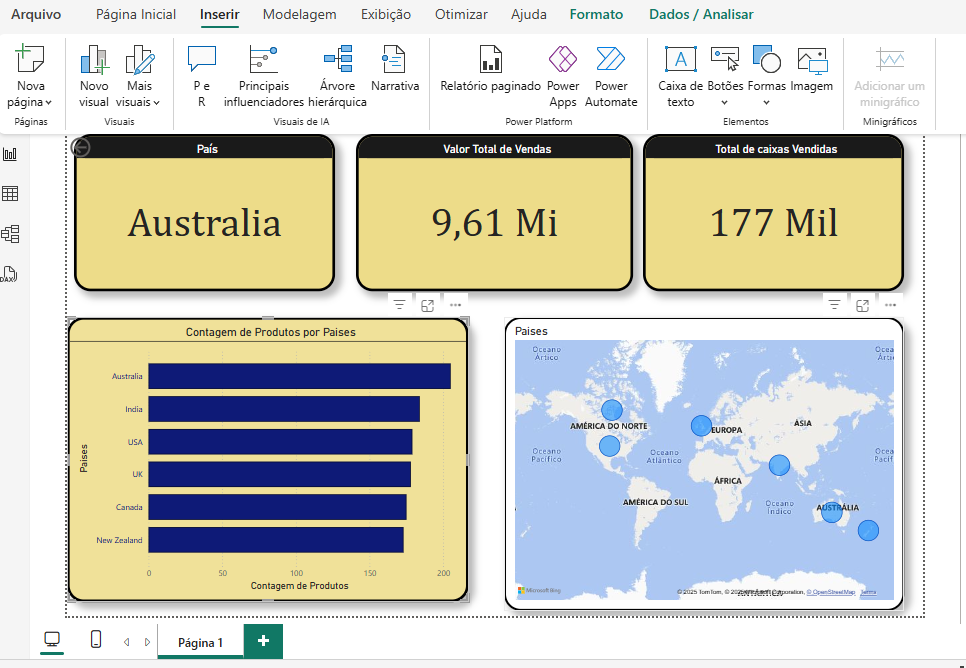 Arquivo Página Inicial Inserir Modelagem Exibição Otimizar Ajuda Formato Dados / Analisar
Nova página
Novo visual
Mais visuais
P e R
Principais influenciadores
Árvore hierárquica
Narrativa
Relatório paginado
Power Apps
Power Automate
Caixa de texto
Botões
Formas
Imagem
Adicionar um minigráfico
Páginas
Visuais
Visuais de IA
Power Platform
Elementos
Minigráficos
DAX
País
Australia
Valor Total de Vendas
9,61 Mi
Total de caixas Vendidas
177 Mil
Contagem de Produtos por Paises
Paises
Australia
India
USA
UK
Canada
New Zealand
0 50 100 150 200
Contagem de Produtos
Paises
Oceano Ártico
Ocea
Árti
AMÉRICA DO NORTE
EUROPA
ÁSIA
Oceano Pacífico
Oceano Atlântico
Ocea
Pacíf
ÁFRICA
AMÉRICA DO SUL
Oceano Índico
AUSTRÁLIA
Microsoft Bing
© 2025 TomTom, © 2025 Microsoft Corporation, © OpenStreetMap Terms
Página 1